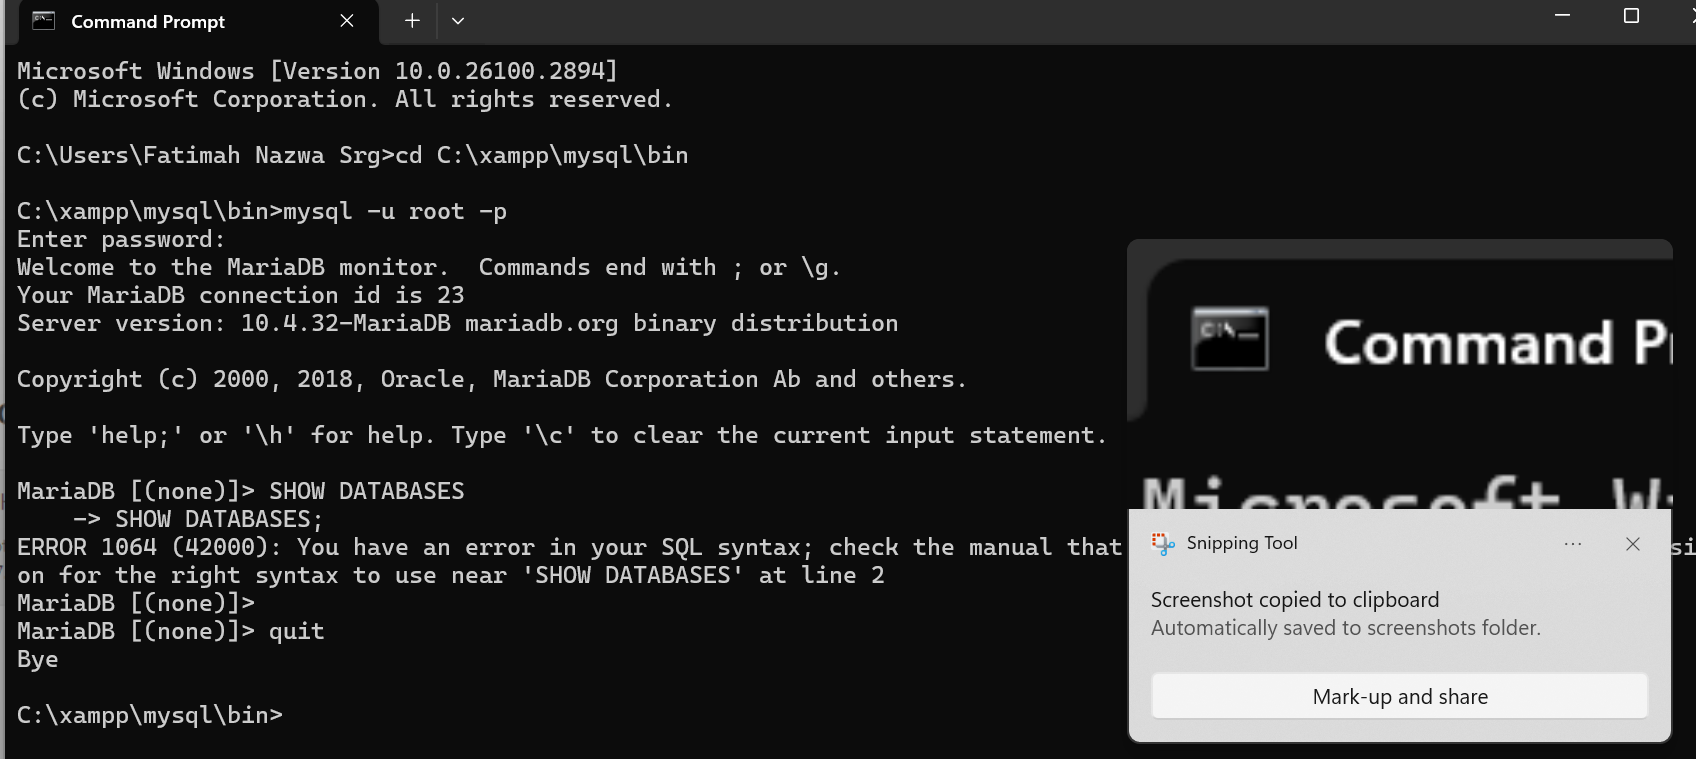 Command Prompt
Microsoft Windows [Version 10.0.26100.2894]
(c) Microsoft Corporation. All rights reserved.
C:\Users\Fatimah Nazwa Srg>cd C:\xampp\mysql\bin
C:\xampp\mysql\bin>mysql -u root -p
Enter password:
Welcome to the MariaDB monitor.  Commands end with ; or \g.
Your MariaDB connection id is 23
Server version: 10.4.32-MariaDB mariadb.org binary distribution
Copyright (c) 2000, 2018, Oracle, MariaDB Corporation Ab and others.
Type 'help;' or '\h' for help. Type '\c' to clear the current input statement.
MariaDB [(none)]> SHOW DATABASES
    -> SHOW DATABASES;
ERROR 1064 (42000): You have an error in your SQL syntax; check the manual that si
on for the right syntax to use near 'SHOW DATABASES' at line 2
MariaDB [(none)]>
MariaDB [(none)]> quit
Bye
C:\xampp\mysql\bin>
Command P
Microsoft W
Snipping Tool
Screenshot copied to clipboard
Automatically saved to screenshots folder.
Mark-up and share